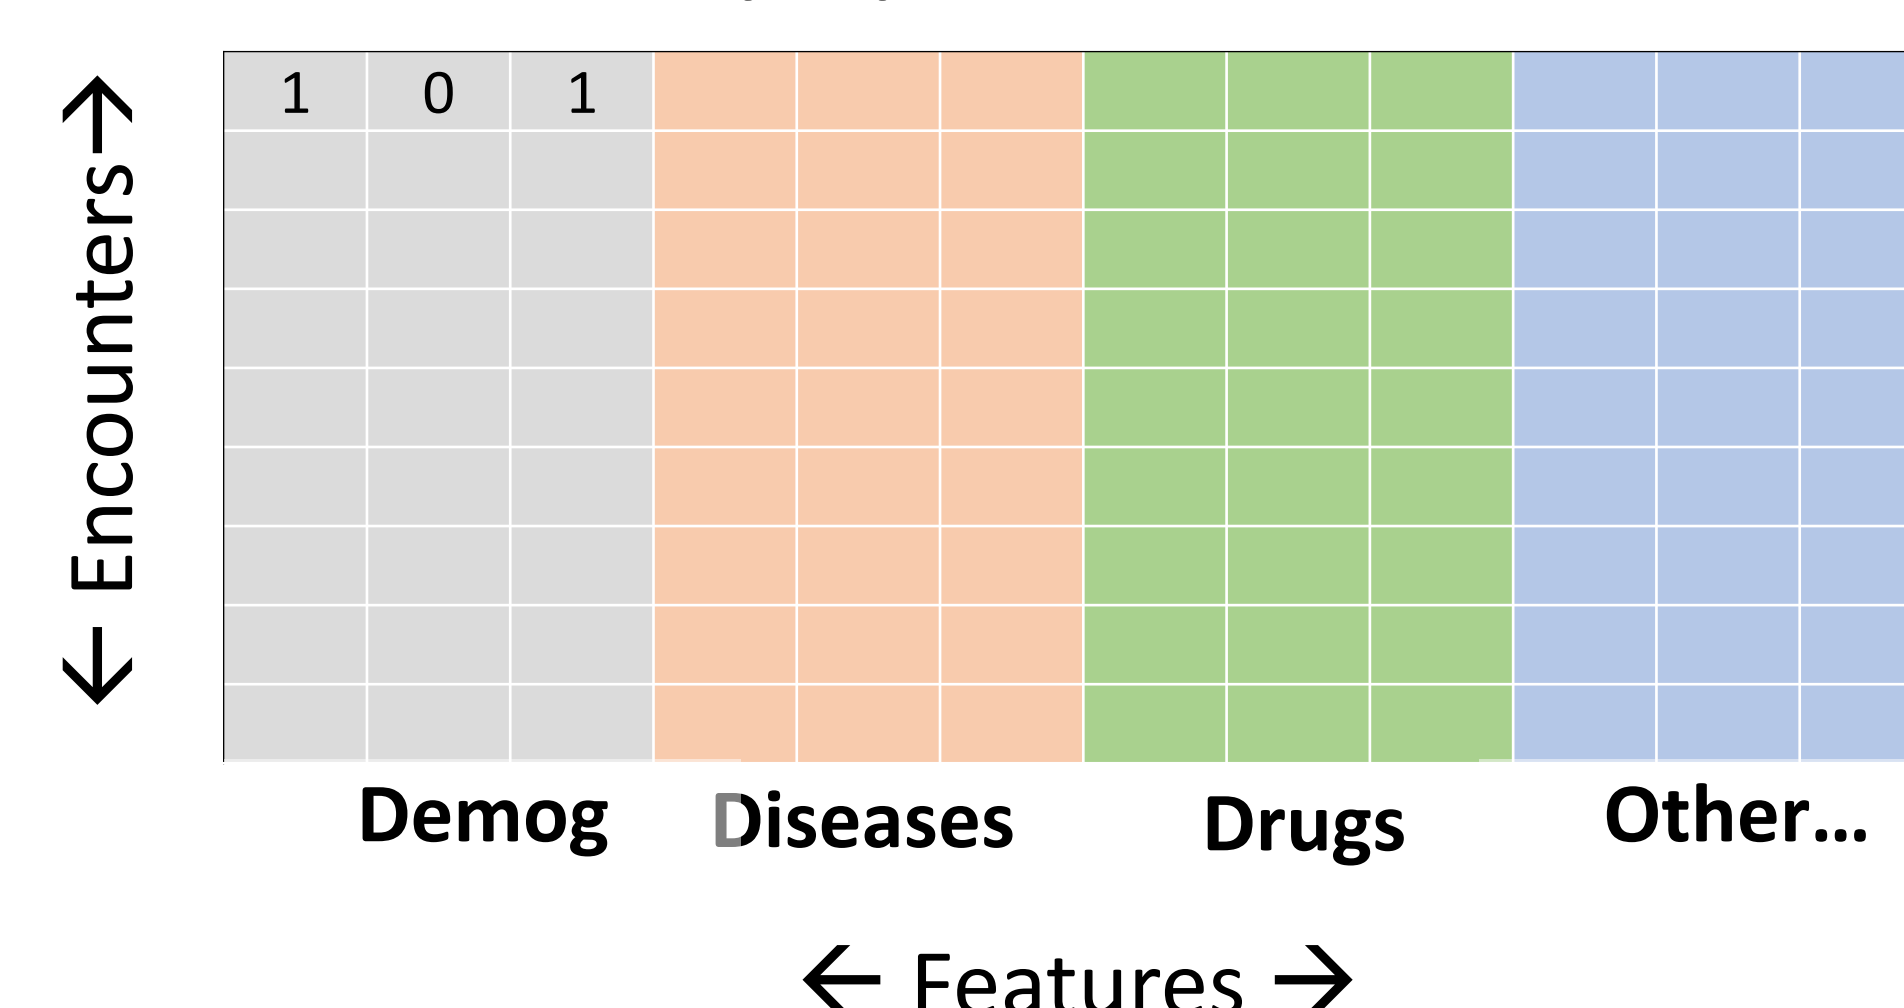 1 0 1
← Encounters→
Demog Diseases Drugs Other...
← Features →